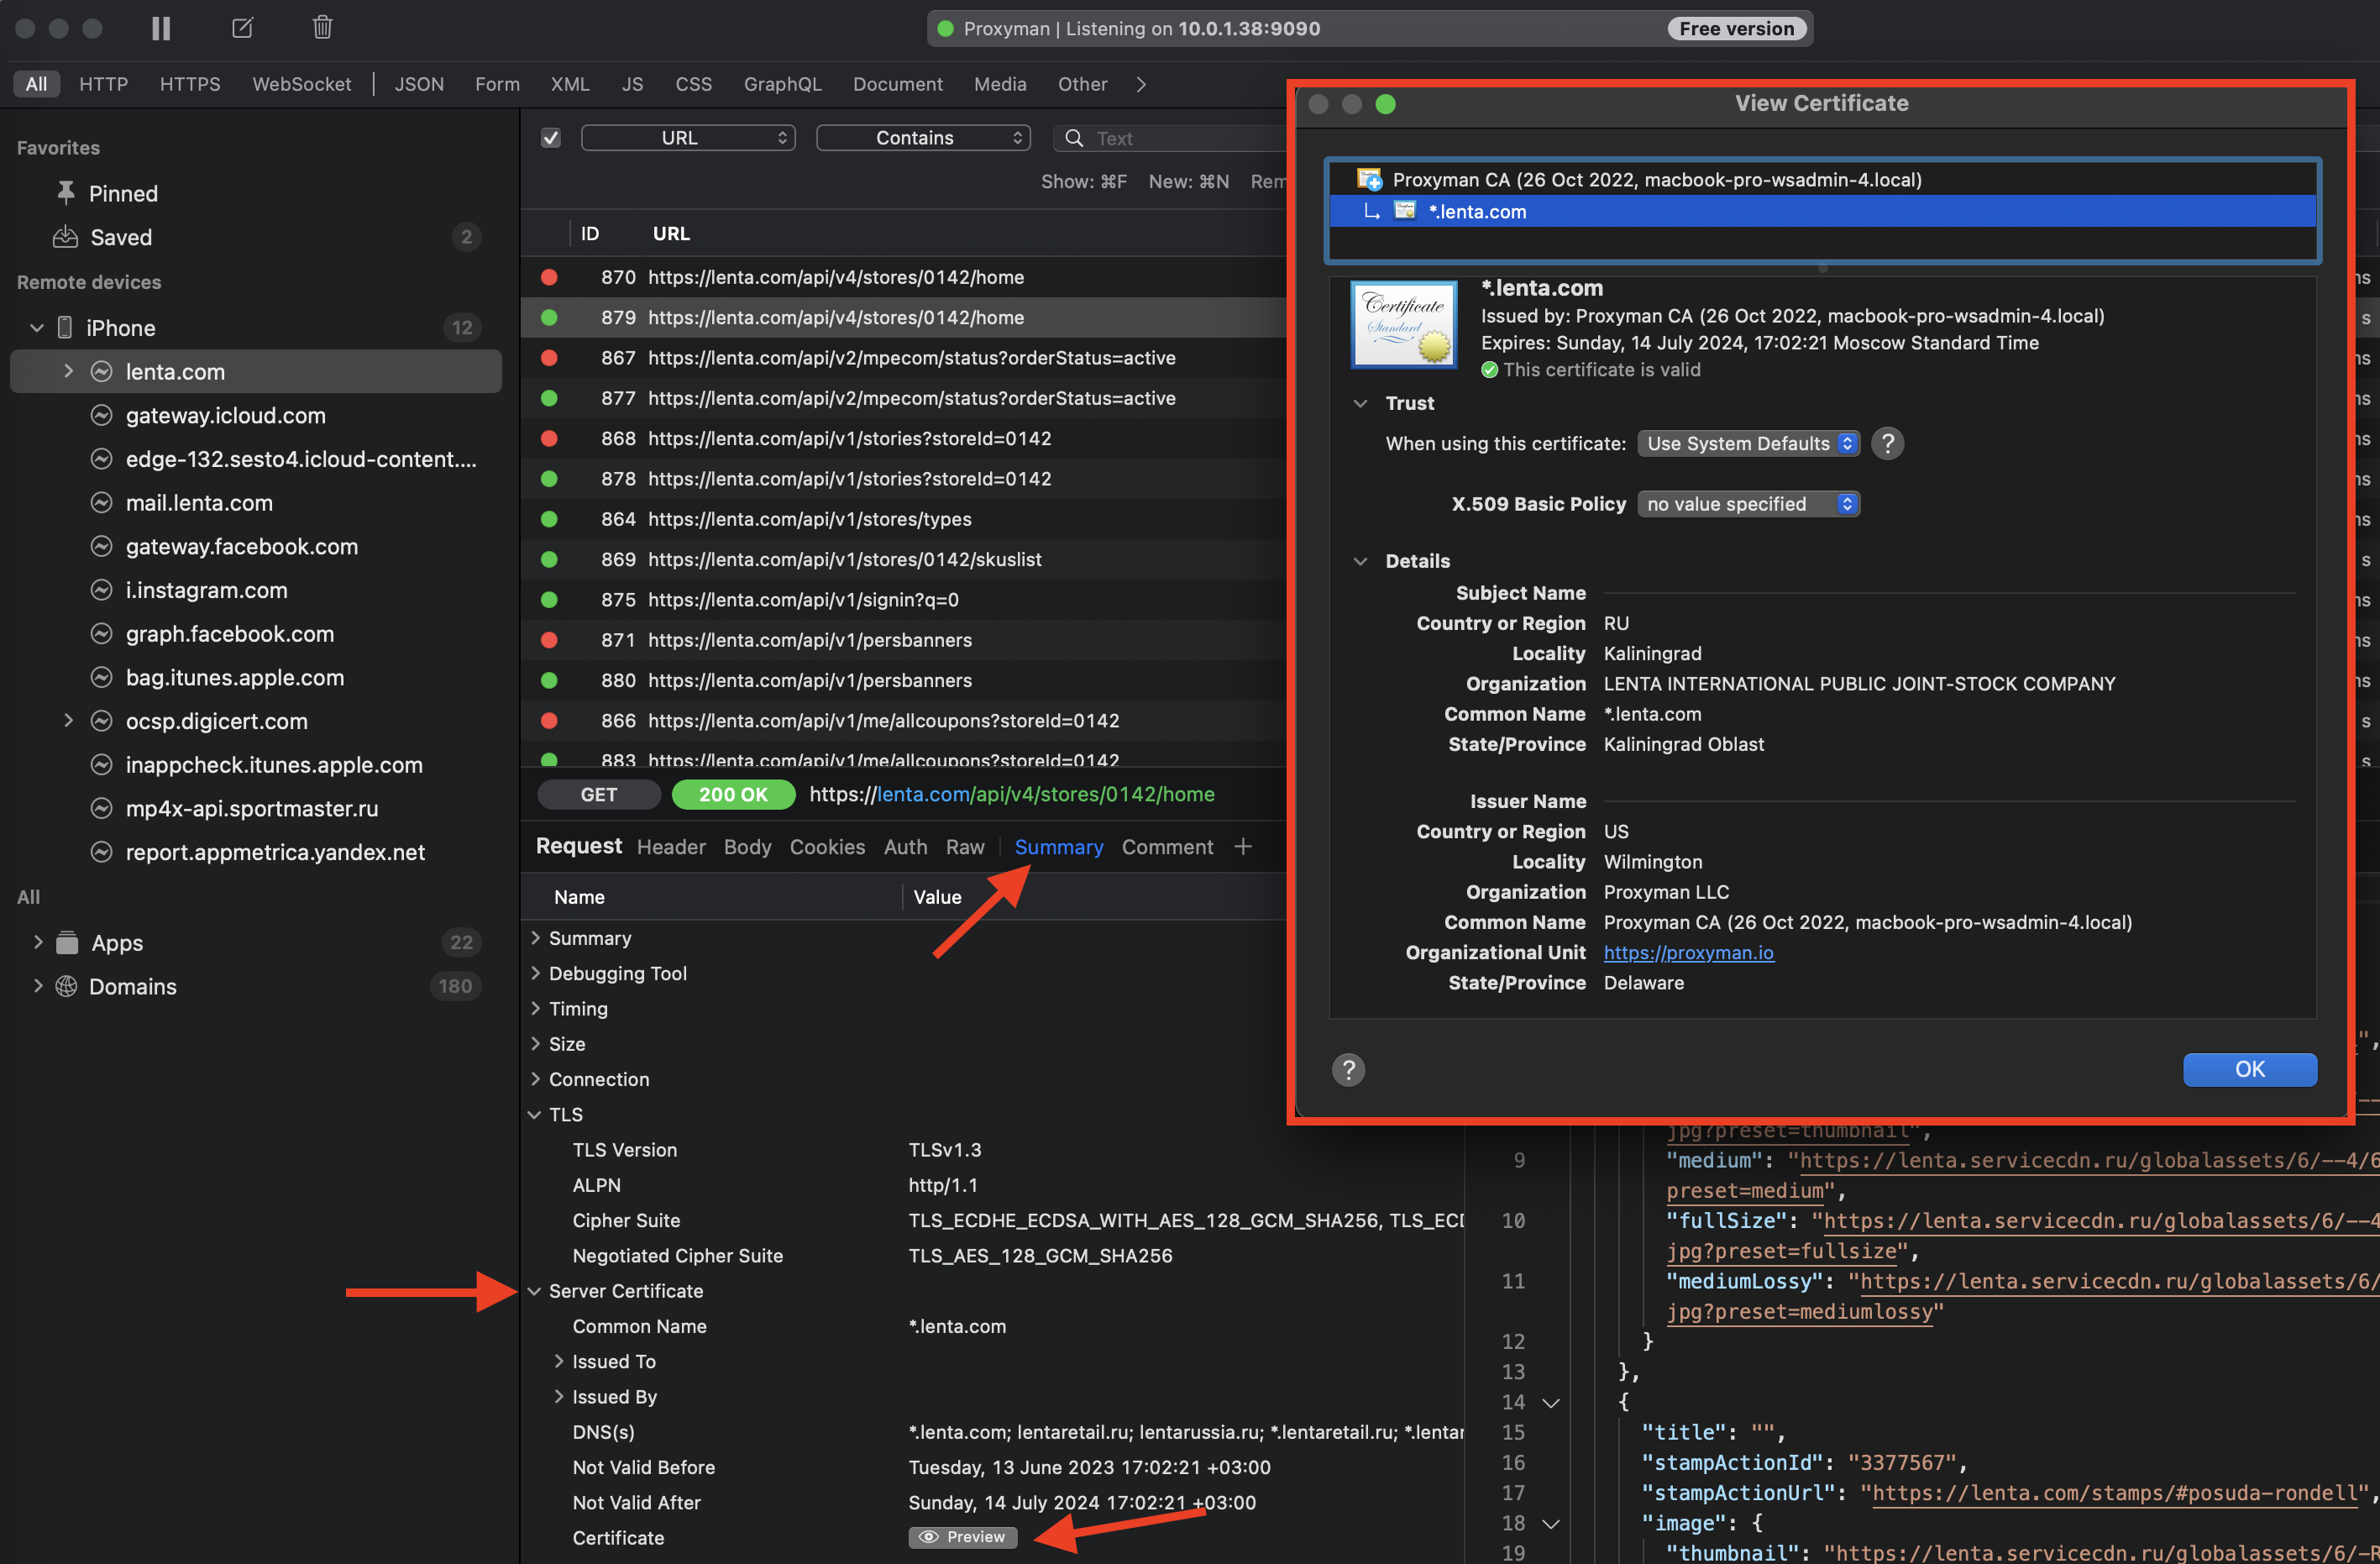 Proxyman | Listening on 10.0.1.38:9090
Free version
All HTTP HTTPS WebSocket JSON Form XML JS CSS GraphQL Document Media Other
Favorites
Pinned
Saved 2
Remote devices
iPhone 12
lenta.com
gateway.icloud.com
edge-132.sesto4.icloud-content....
mail.lenta.com
gateway.facebook.com
i.instagram.com
graph.facebook.com
bag.itunes.apple.com
ocsp.digicert.com
inappcheck.itunes.apple.com
mp4x-api.sportmaster.ru
report.appmetrica.yandex.net
All
Apps 22
Domains 180
URL Contains Text
Show: ⌘F New: ⌘N Rem
ID URL
870 https://lenta.com/api/v4/stores/0142/home
879 https://lenta.com/api/v4/stores/0142/home
867 https://lenta.com/api/v2/mpecom/status?orderStatus=active
877 https://lenta.com/api/v2/mpecom/status?orderStatus=active
868 https://lenta.com/api/v1/stories?storeId=0142
878 https://lenta.com/api/v1/stories?storeId=0142
864 https://lenta.com/api/v1/stores/types
869 https://lenta.com/api/v1/stores/0142/skuslist
875 https://lenta.com/api/v1/signin?q=0
871 https://lenta.com/api/v1/persbanners
880 https://lenta.com/api/v1/persbanners
866 https://lenta.com/api/v1/me/allcoupons?storeId=0142
883 https://lenta.com/api/v1/me/allcoupons?storeId=0142
GET 200 OK https://lenta.com/api/v4/stores/0142/home
Request Header Body Cookies Auth Raw Summary Comment +
Name Value
Summary
Debugging Tool
Timing
Size
Connection
TLS
TLS Version TLSv1.3
ALPN http/1.1
Cipher Suite TLS_ECDHE_ECDSA_WITH_AES_128_GCM_SHA256, TLS_ECD
Negotiated Cipher Suite TLS_AES_128_GCM_SHA256
Server Certificate
Common Name *.lenta.com
Issued To
Issued By
DNS(s) *.lenta.com; lentaretail.ru; lentarussia.ru; *.lentaretail.ru; *.lentar
Not Valid Before Tuesday, 13 June 2023 17:02:21 +03:00
Not Valid After Sunday, 14 July 2024 17:02:21 +03:00
Certificate Preview
View Certificate
Proxyman CA (26 Oct 2022, macbook-pro-wsadmin-4.local)
*.lenta.com
Certificate
Standard
*.lenta.com
Issued by: Proxyman CA (26 Oct 2022, macbook-pro-wsadmin-4.local)
Expires: Sunday, 14 July 2024, 17:02:21 Moscow Standard Time
This certificate is valid
Trust
When using this certificate: Use System Defaults ?
X.509 Basic Policy no value specified
Details
Subject Name
Country or Region RU
Locality Kaliningrad
Organization LENTA INTERNATIONAL PUBLIC JOINT-STOCK COMPANY
Common Name *.lenta.com
State/Province Kaliningrad Oblast
Issuer Name
Country or Region US
Locality Wilmington
Organization Proxyman LLC
Common Name Proxyman CA (26 Oct 2022, macbook-pro-wsadmin-4.local)
Organizational Unit https://proxyman.io
State/Province Delaware
? OK
jpg?preset=thumbnail",
9 "medium": "https://lenta.servicecdn.ru/globalassets/6/--4/6
preset=medium",
10 "fullSize": "https://lenta.servicecdn.ru/globalassets/6/--4
jpg?preset=fullsize",
11 "mediumLossy": "https://lenta.servicecdn.ru/globalassets/6/
jpg?preset=mediumlossy"
12 }
13 },
14 {
15 "title": "",
16 "stampActionId": "3377567",
17 "stampActionUrl": "https://lenta.com/stamps/#posuda-rondell",
18 "image": {
19 "thumbnail": "https://lenta.servicecdn.ru/globalassets/6/-